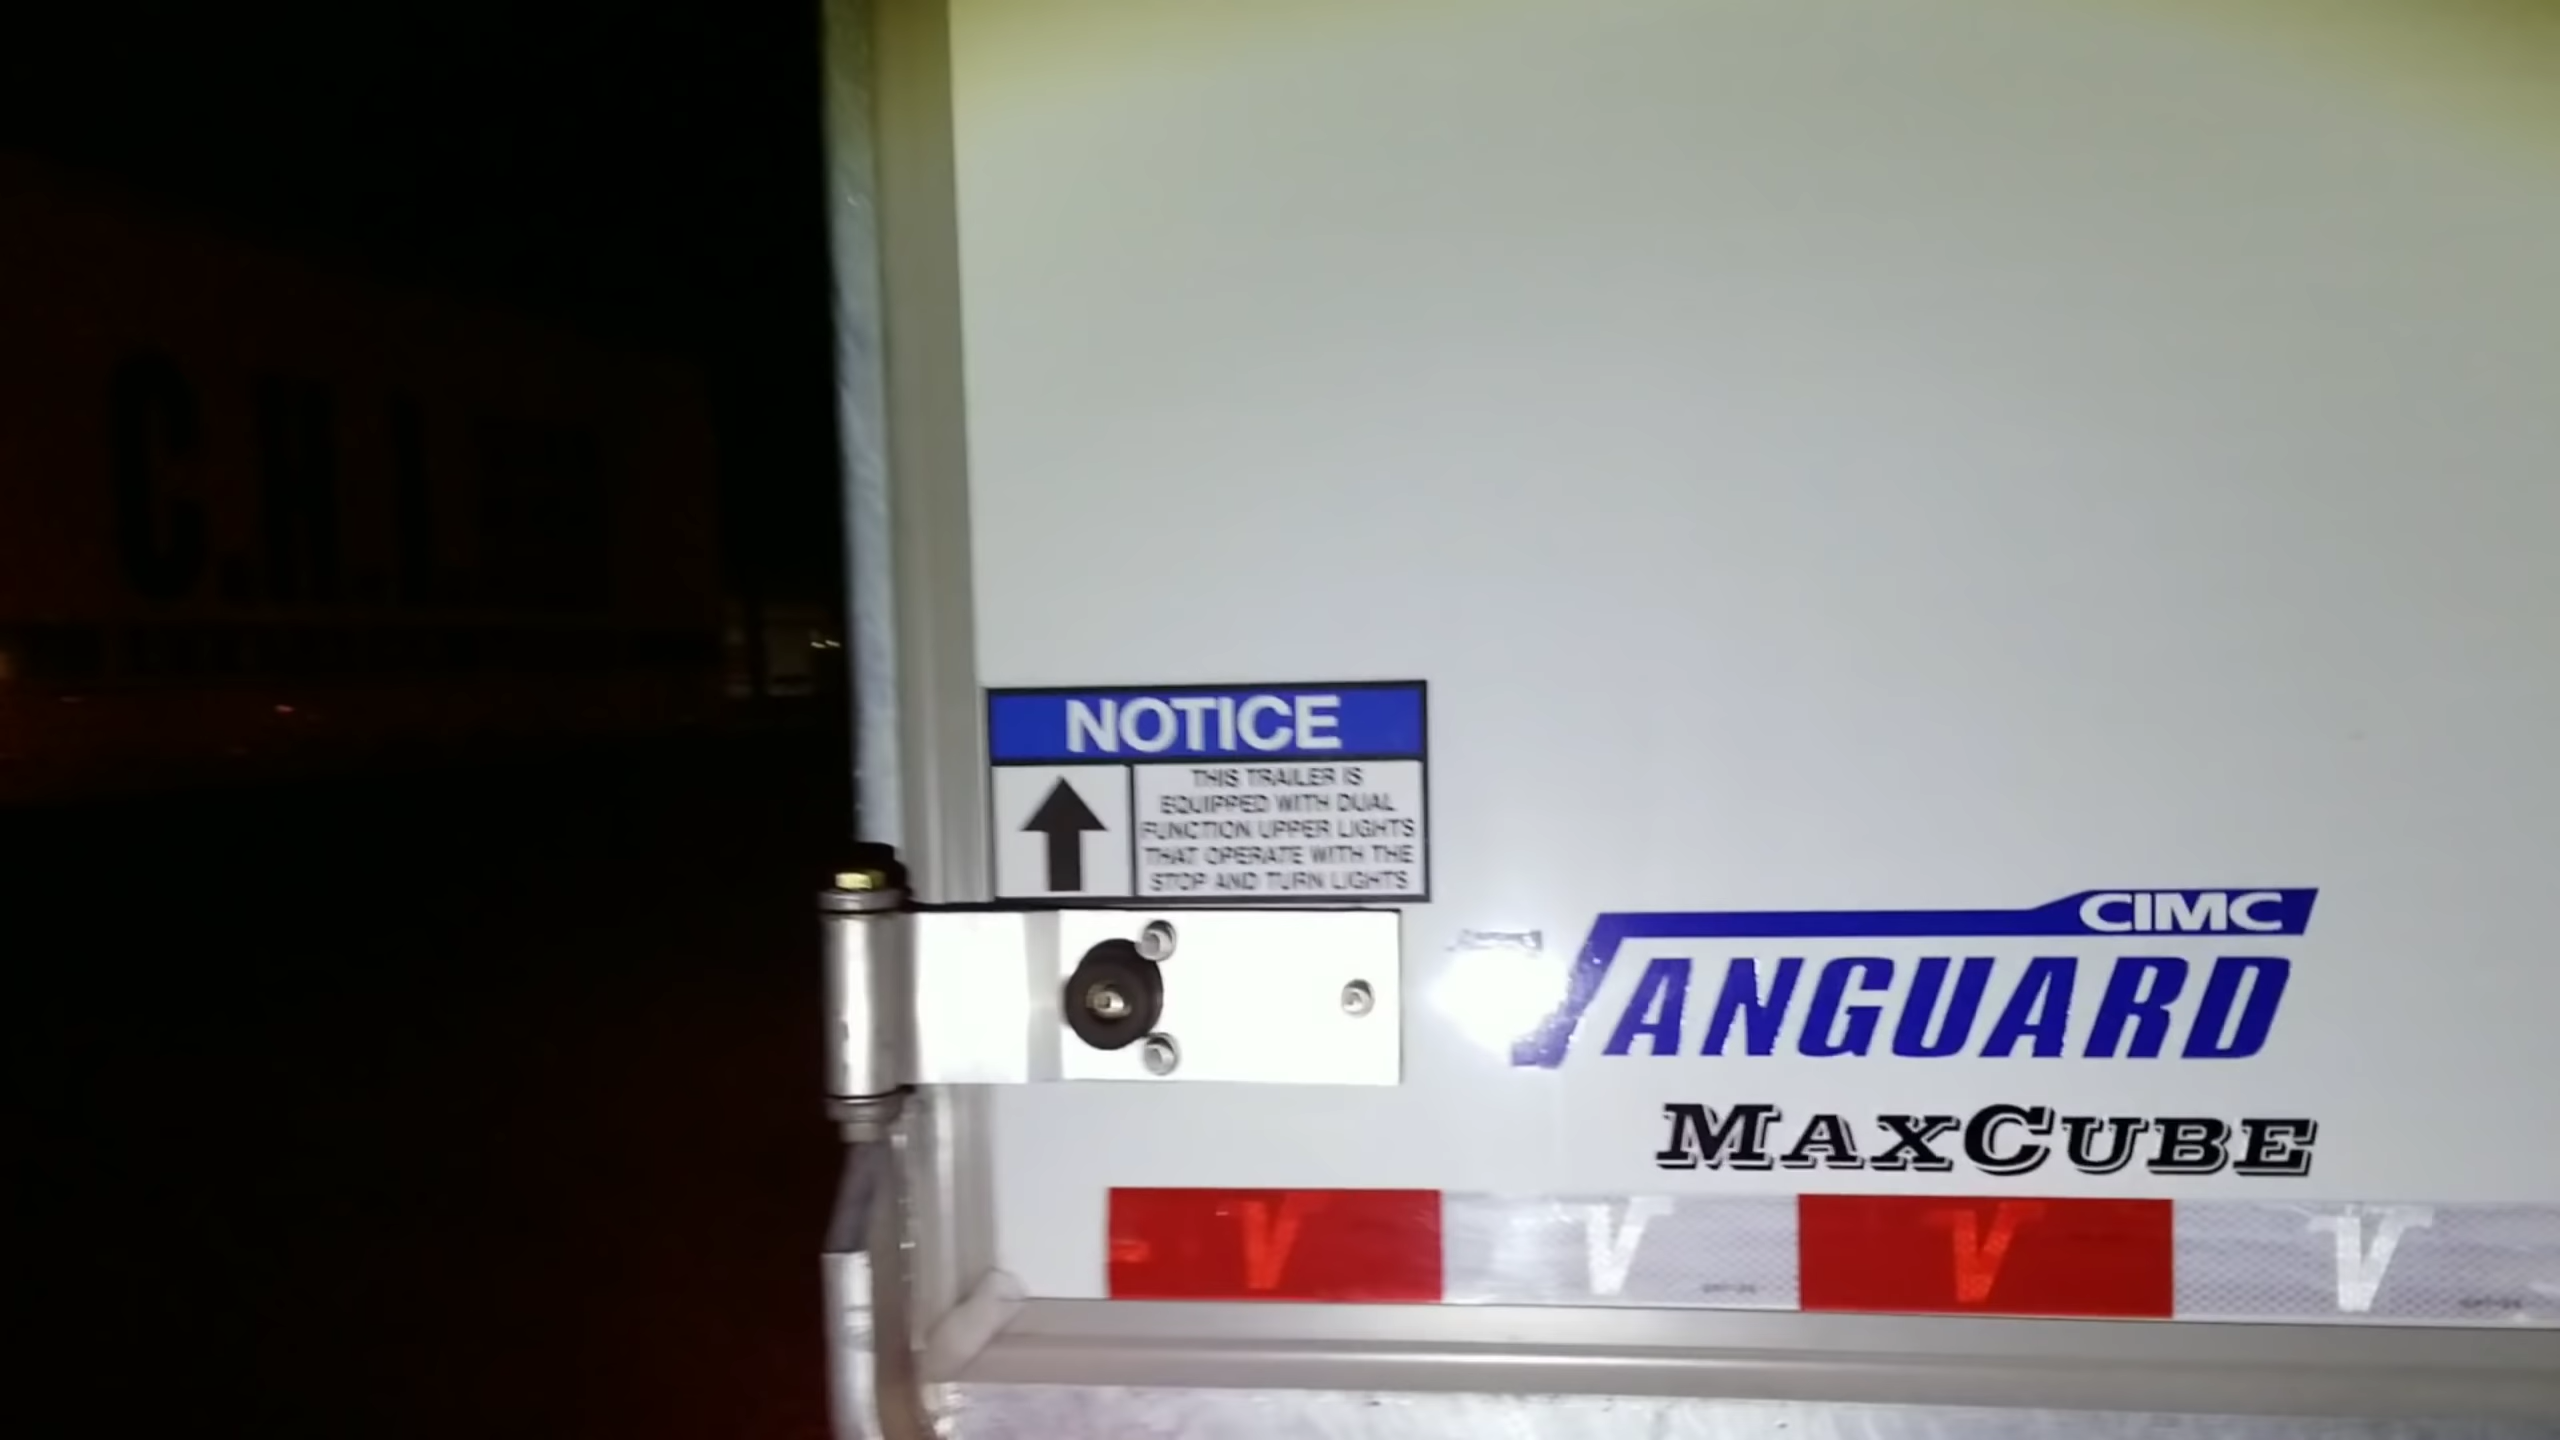 C.H.I.
NOTICE
THIS TRAILER IS
EQUIPPED WITH DUAL
FUNCTION UPPER LIGHTS
THAT OPERATE WITH THE
STOP AND TURN LIGHTS
CIMC
VANGUARD
MAXCUBE
V V V V